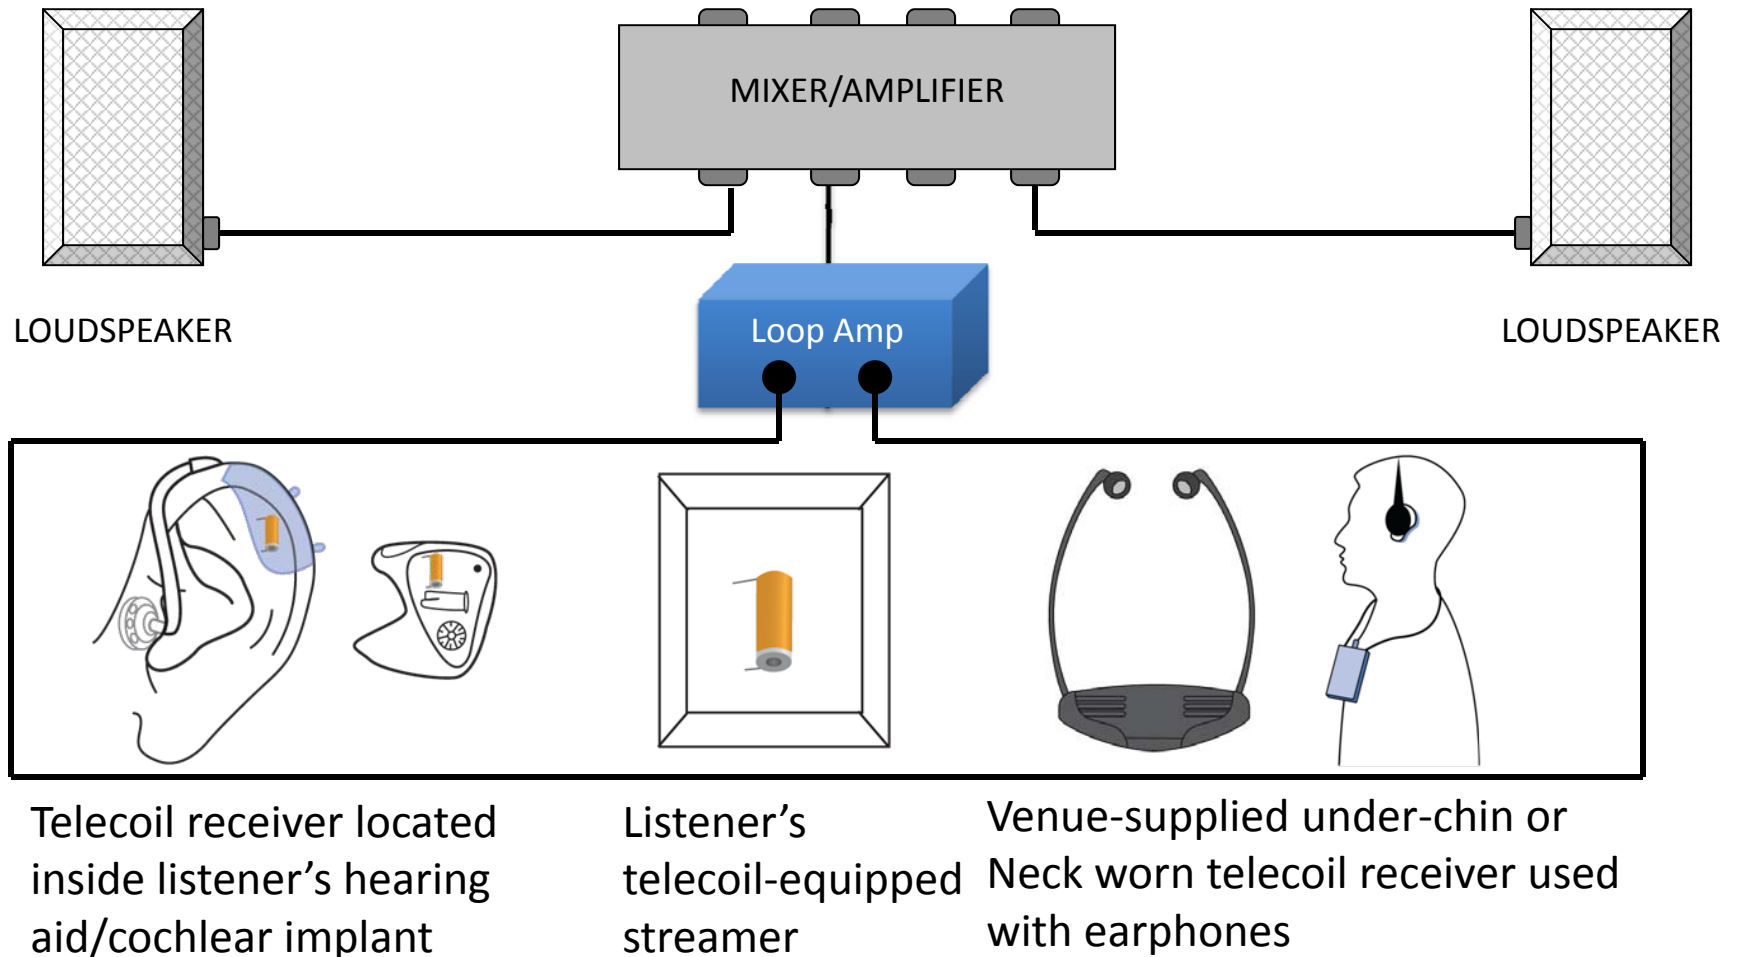 MIXER/AMPLIFIER
LOUDSPEAKER
Loop Amp
LOUDSPEAKER
Telecoil receiver located
inside listener’s hearing
aid/cochlear implant
Listener’s
telecoil-equipped
streamer
Venue-supplied under-chin or
Neck worn telecoil receiver used
with earphones